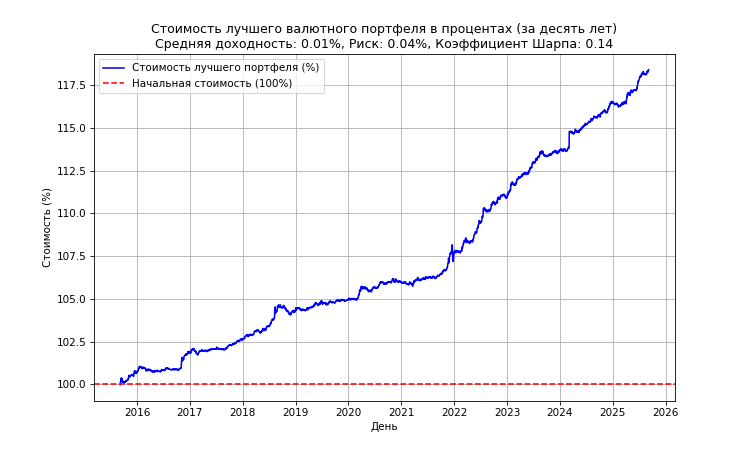 Стоимость лучшего валютного портфеля в процентах (за десять лет)
Средняя доходность: 0.01%, Риск: 0.04%, Коэффициент Шарпа: 0.14
Стоимость лучшего портфеля (%)
Начальная стоимость (100%)
Стоимость (%)
117.5
115.0
112.5
110.0
107.5
105.0
102.5
100.0
2016 2017 2018 2019 2020 2021 2022 2023 2024 2025 2026
День